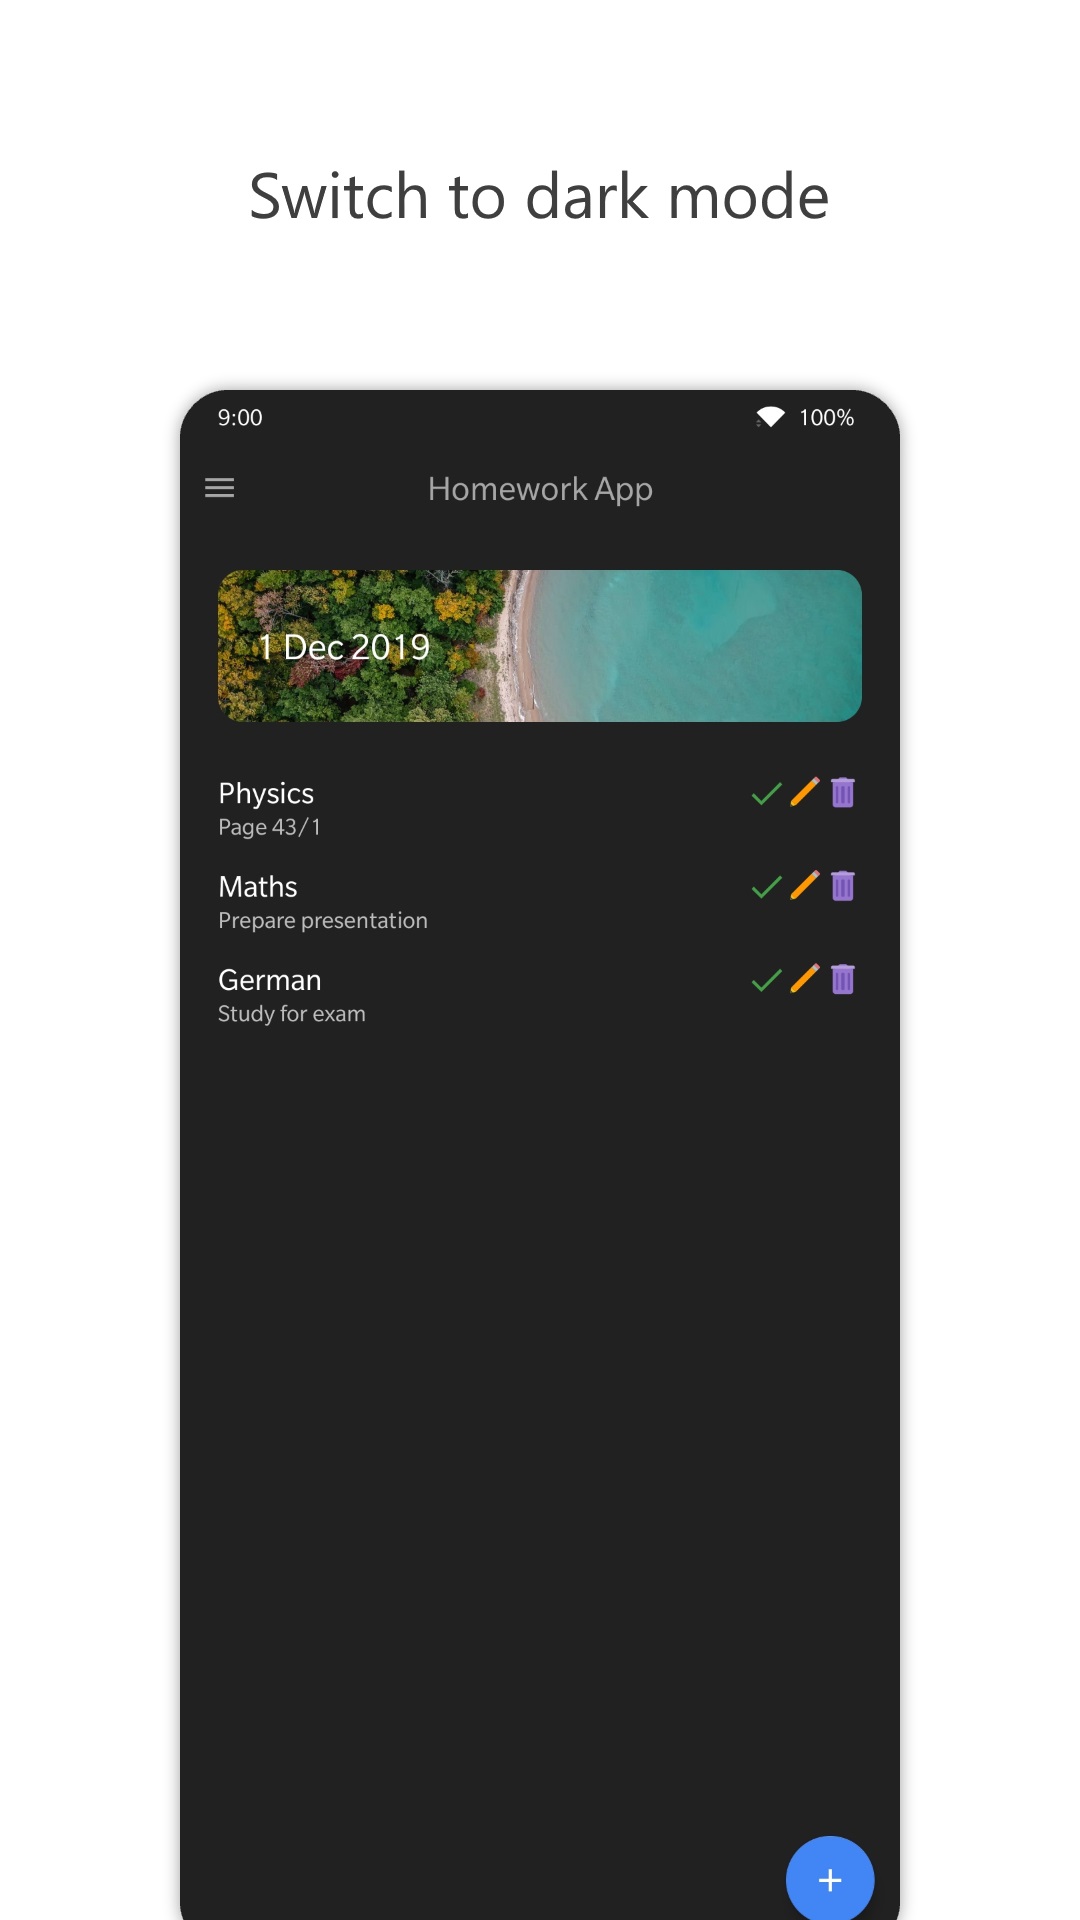 Switch to dark mode
9:00 100%
Homework App
1 Dec 2019
Physics
Page 43/1
Maths
Prepare presentation
German
Study for exam
+